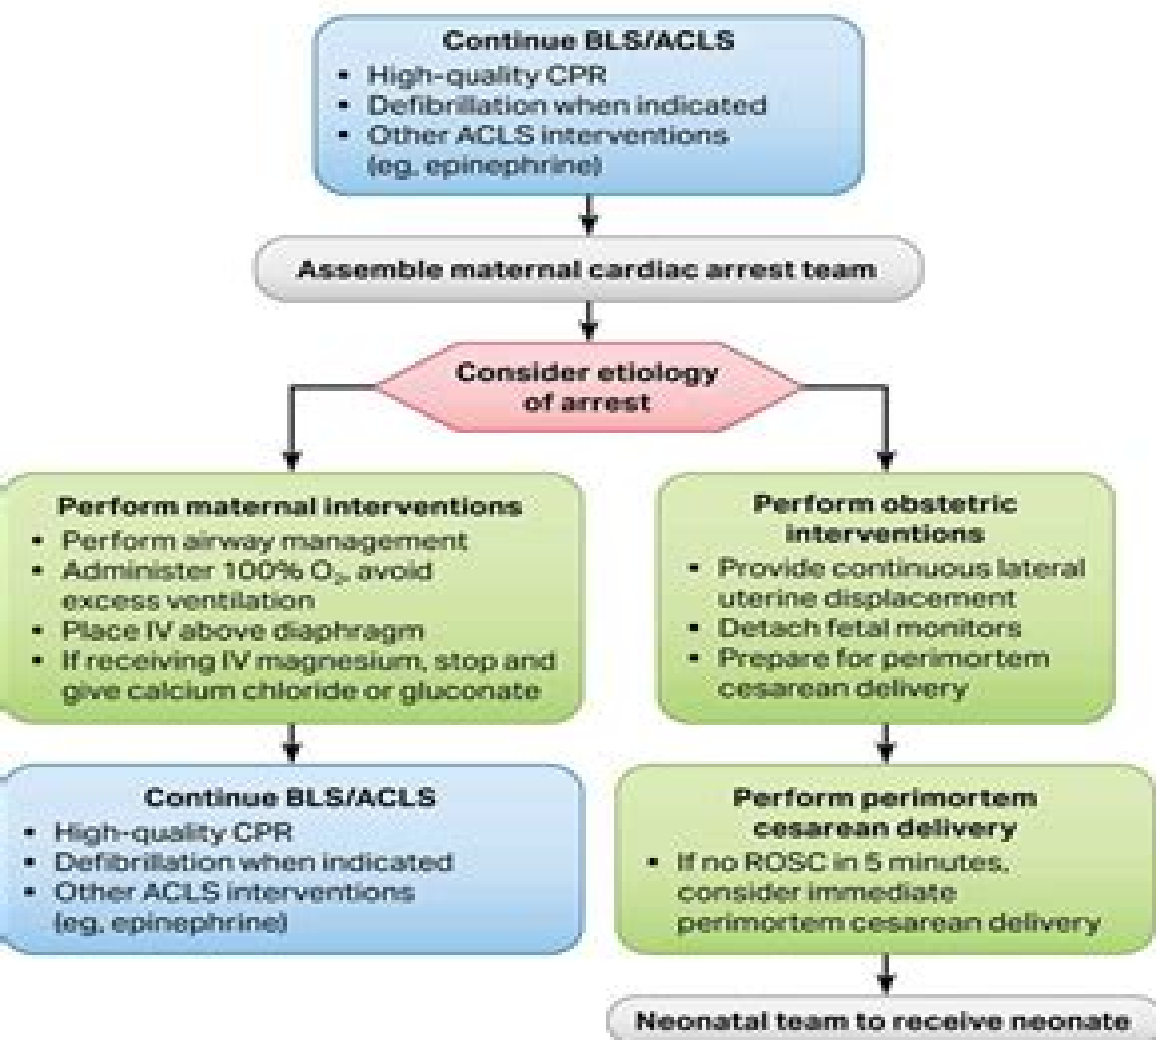 Continue BLS/ACLS
▪ High-quality CPR
▪ Defibrillation when indicated
▪ Other ACLS interventions
(eg, epinephrine)
Assemble maternal cardiac arrest team
Consider etiology
of arrest
Perform maternal interventions
▪ Perform airway management
▪ Administer 100% O₂, avoid
excess ventilation
▪ Place IV above diaphragm
▪ If receiving IV magnesium, stop and
give calcium chloride or gluconate
Continue BLS/ACLS
▪ High-quality CPR
▪ Defibrillation when indicated
▪ Other ACLS interventions
(eg, epinephrine)
Perform obstetric
interventions
▪ Provide continuous lateral
uterine displacement
▪ Detach fetal monitors
▪ Prepare for perimortem
cesarean delivery
Perform perimortem
cesarean delivery
▪ If no ROSC in 5 minutes,
consider immediate
perimortem cesarean delivery
Neonatal team to receive neonate